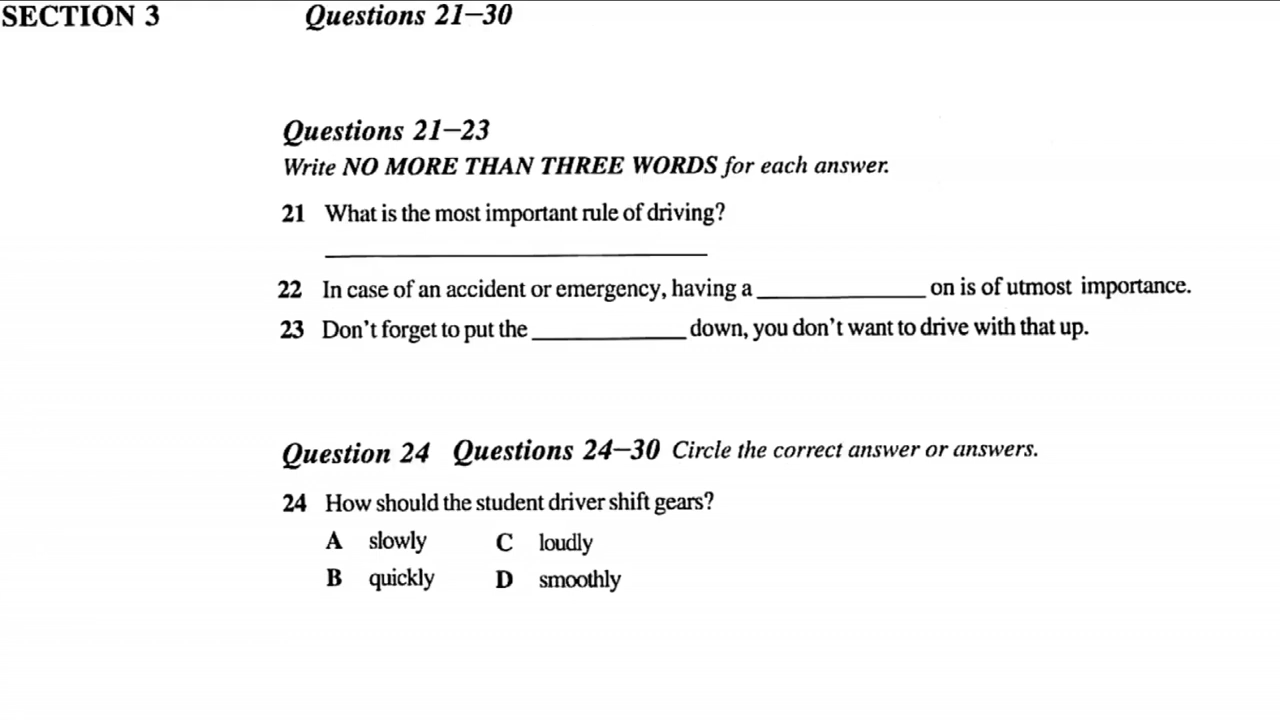 SECTION 3 Questions 21–30
Questions 21–23
Write NO MORE THAN THREE WORDS for each answer.
21 What is the most important rule of driving?
22 In case of an accident or emergency, having a ____________ on is of utmost importance.
23 Don't forget to put the ____________ down, you don't want to drive with that up.
Question 24 Questions 24–30 Circle the correct answer or answers.
24 How should the student driver shift gears?
A slowly C loudly
B quickly D smoothly